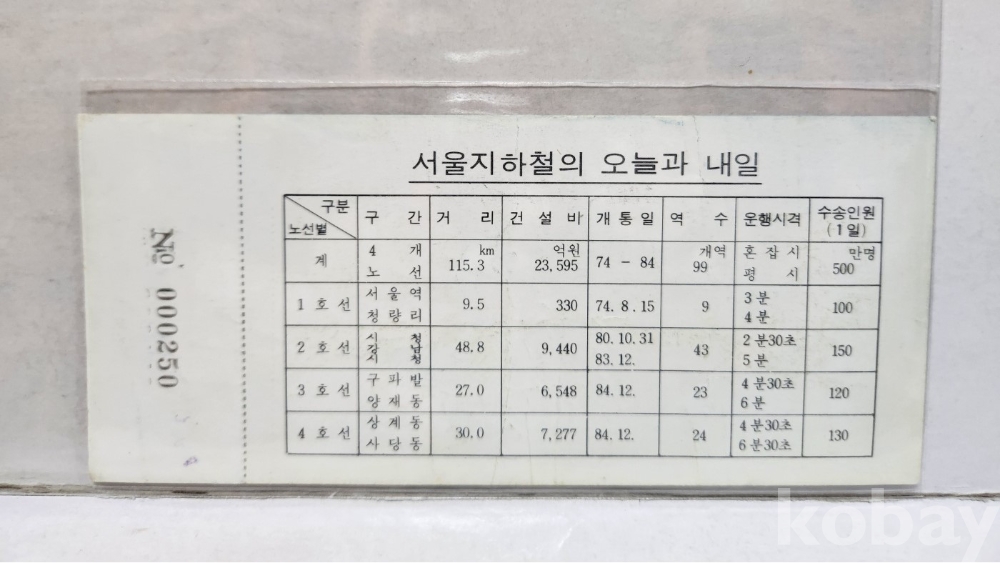 서울지하철의 오늘과 내일
구분 노선별 구 간 거 리 건 설 비 개 통 일 역 수 운행시격 수송인원 (1일)
계 4 개 노 선 km 115.3 억원 23,595 74 - 84 개역 99 혼 잡 시 평 시 만명 500
1 호 선 서 울 역 청 량 리 9.5 330 74. 8. 15 9 3 분 4 분 100
2 호 선 시 청 강 남 시 청 48.8 9,440 80. 10. 31 83. 12. 43 2 분30초 5 분 150
3 호 선 구 파 발 양 재 동 27.0 6,548 84. 12. 23 4 분30초 6 분 120
4 호 선 상 계 동 사 당 동 30.0 7,277 84. 12. 24 4 분30초 6 분30초 130
No 000250
kobay